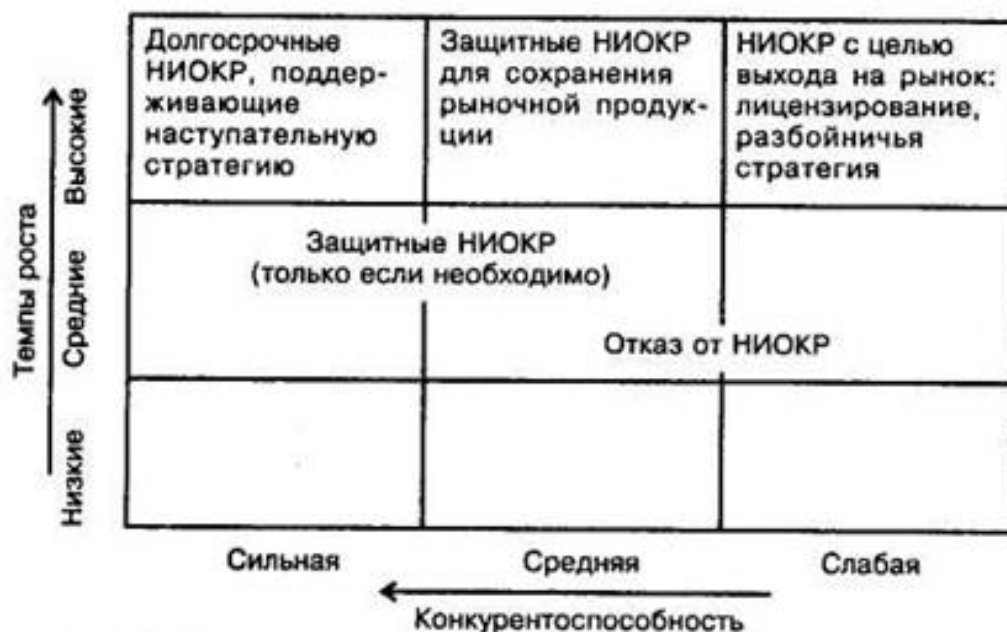 Долгосрочные
НИОКР, поддер-
живающие
наступательную
стратегию
Защитные НИОКР
для сохранения
рыночной продук-
ции
НИОКР с целью
выхода на рынок:
лицензирование,
разбойничья
стратегия
Защитные НИОКР
(только если необходимо)
Отказ от НИОКР
Темпы роста
Высокие
Средние
Низкие
Сильная
Средняя
Слабая
Конкурентоспособность